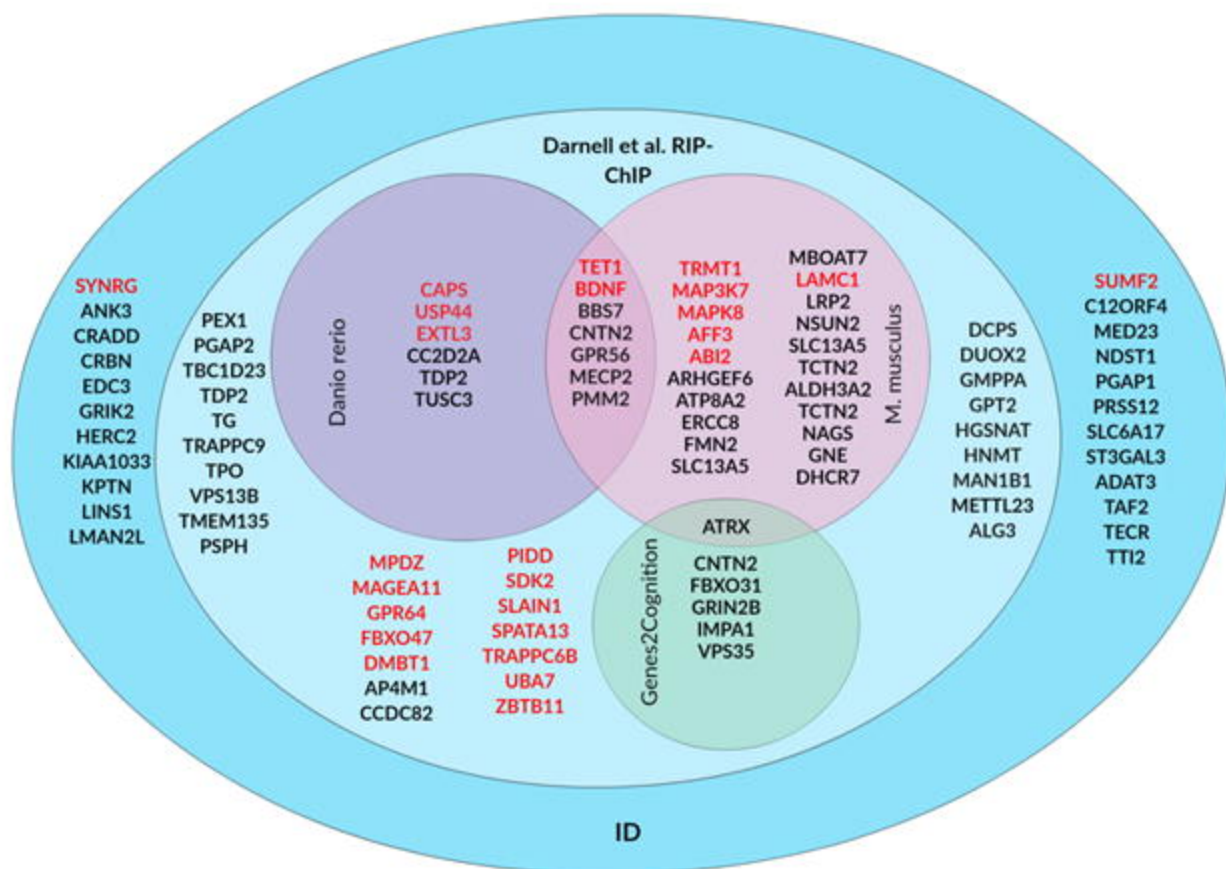 Darnell et al. RIP-
ChIP
SYNRG
ANK3
CRADD
CRBN
EDC3
GRIK2
HERC2
KIAA1033
KPTN
LINS1
LMAN2L
PEX1
PGAP2
TBC1D23
TDP2
TG
TRAPPC9
TPO
VPS13B
TMEM135
PSPH
Danio rerio
CAPS
USP44
EXTL3
CC2D2A
TDP2
TUSC3
TET1
BDNF
BBS7
CNTN2
GPR56
MECP2
PMM2
TRMT1
MAP3K7
MAPK8
AFF3
ABI2
ARHGEF6
ATP8A2
ERCC8
FMN2
SLC13A5
MBOAT7
LAMC1
LRP2
NSUN2
SLC13A5
TCTN2
ALDH3A2
TCTN2
NAGS
GNE
DHCR7
M. musculus
DCPS
DUOX2
GMPPA
GPT2
HGSNAT
HNMT
MAN1B1
METTL23
ALG3
SUMF2
C12ORF4
MED23
NDST1
PGAP1
PRSS12
SLC6A17
ST3GAL3
ADAT3
TAF2
TECR
TTI2
MPDZ
MAGEA11
GPR64
FBXO47
DMBT1
AP4M1
CCDC82
PIDD
SDK2
SLAIN1
SPATA13
TRAPPC6B
UBA7
ZBTB11
Genes2Cognition
ATRX
CNTN2
FBXO31
GRIN2B
IMPA1
VPS35
ID